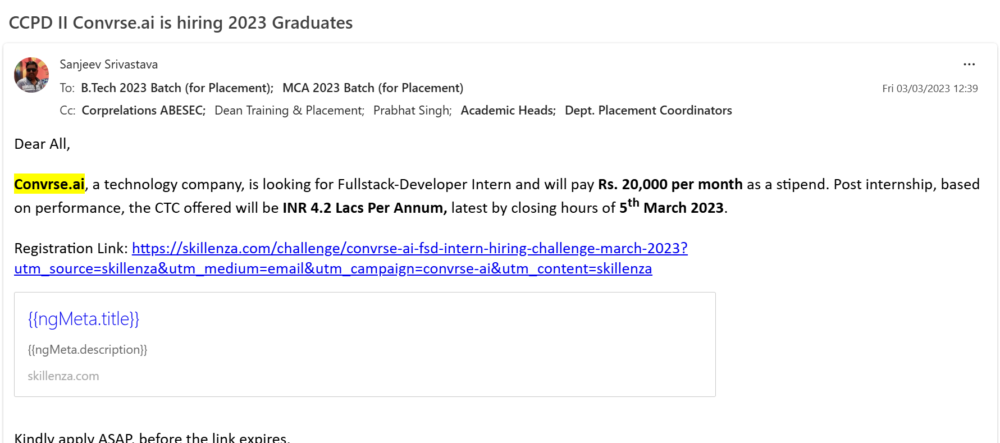 CCPD II Convrse.ai is hiring 2023 Graduates
Sanjeev Srivastava
...
To: B.Tech 2023 Batch (for Placement); MCA 2023 Batch (for Placement)
Fri 03/03/2023 12:39
Cc: Corprelations ABESEC; Dean Training & Placement; Prabhat Singh; Academic Heads; Dept. Placement Coordinators
Dear All,
Convrse.ai, a technology company, is looking for Fullstack-Developer Intern and will pay Rs. 20,000 per month as a stipend. Post internship, based
on performance, the CTC offered will be INR 4.2 Lacs Per Annum, latest by closing hours of 5th March 2023.
Registration Link: https://skillenza.com/challenge/convrse-ai-fsd-intern-hiring-challenge-march-2023?
utm_source=skillenza&utm_medium=email&utm_campaign=convrse-ai&utm_content=skillenza
{{ngMeta.title}}
{{ngMeta.description}}
skillenza.com
Kindly apply ASAP, before the link expires.